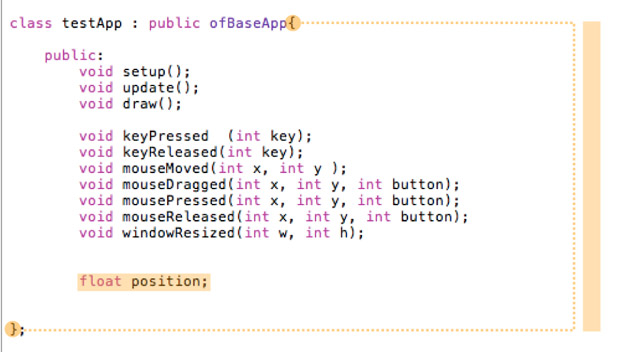 class testApp : public ofBaseApp{
public:
void setup();
void update();
void draw();
void keyPressed  (int key);
void keyReleased(int key);
void mouseMoved(int x, int y );
void mouseDragged(int x, int y, int button);
void mousePressed(int x, int y, int button);
void mouseReleased(int x, int y, int button);
void windowResized(int w, int h);
float position;
};